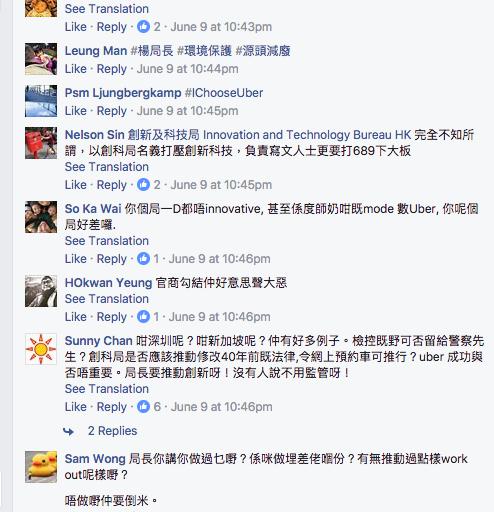 See Translation
Like · Reply · 2 · June 9 at 10:43pm
Leung Man #楊局長 #環境保護 #源頭減廢
Like · Reply · June 9 at 10:44pm
Psm Ljungbergkamp #IChooseUber
Like · Reply · June 9 at 10:45pm
Nelson Sin 創新及科技局 Innovation and Technology Bureau HK 完全不知所
謂，以創科局名義打壓創新科技，負責寫文人士更要打689下大板
See Translation
Like · Reply · 2 · June 9 at 10:45pm
So Ka Wai 你個局一D都唔innovative, 甚至係度師奶咁既mode 數Uber, 你呢個
局好差囉.
See Translation
Like · Reply · 1 · June 9 at 10:46pm
HOkwan Yeung 官商勾結仲好意思聲大惡
See Translation
Like · Reply · 1 · June 9 at 10:46pm
Sunny Chan 咁深圳呢？咁新加坡呢？仲有好多例子。檢控既野可否留給警察先
生？創科局是否應該推動修改40年前既法律,令網上預約車可推行？uber 成功與
否唔重要。局長要推動創新呀！沒有人說不用監管呀！
See Translation
Like · Reply · 6 · June 9 at 10:46pm
2 Replies
Sam Wong 局長你講你做過乜嘢？係咪做埋差佬嗰份？有無推動過點樣work
out呢樣嘢？
唔做嘢仲要倒米。